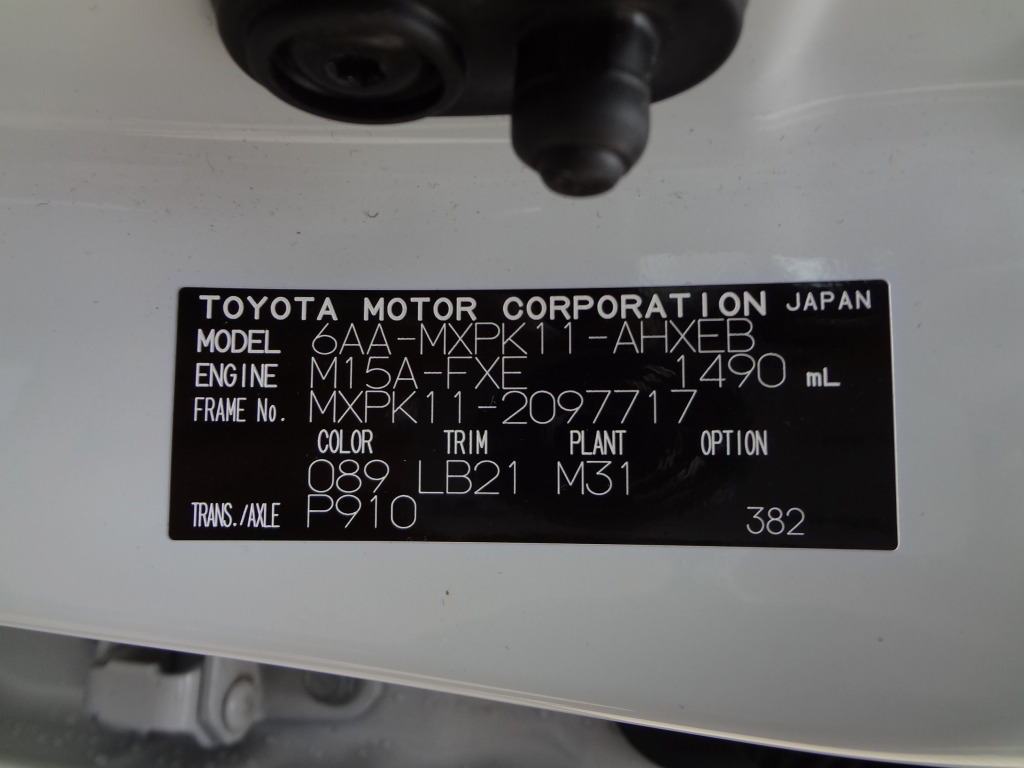 TOYOTA MOTOR CORPORATION JAPAN
MODEL 6AA-MXPK11-AHXEB
ENGINE M15A-FXE 1490 mL
FRAME No. MXPK11-2097717
COLOR TRIM PLANT OPTION
089 LB21 M31
TRANS./AXLE P910 382